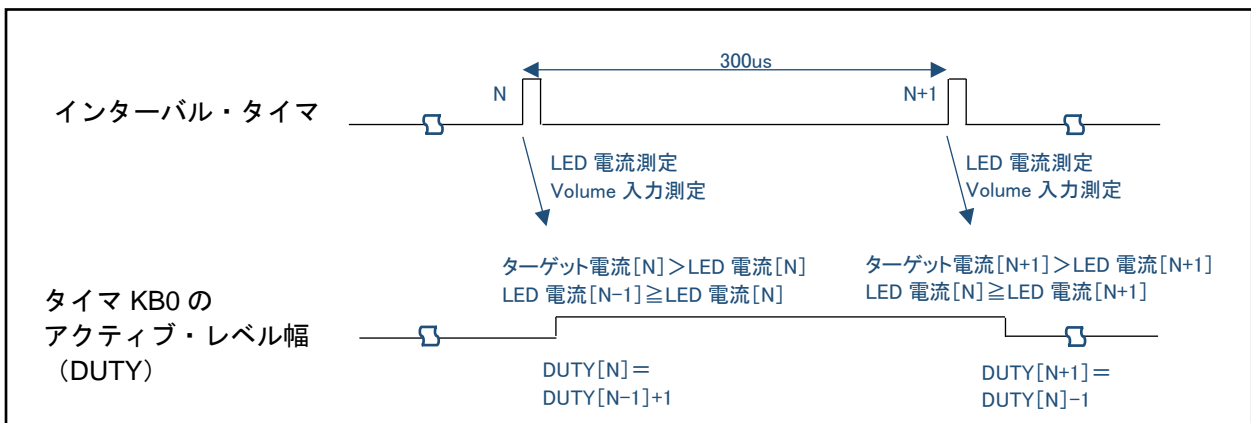 300us
N
N+1
インターバル・タイマ
LED 電流測定
Volume 入力測定
LED 電流測定
Volume 入力測定
ターゲット電流[N]＞LED 電流[N]
LED 電流[N-1]≧LED 電流[N]
ターゲット電流[N+1]＞LED 電流[N+1]
LED 電流[N]≧LED 電流[N+1]
タイマ KB0 の
アクティブ・レベル幅
（DUTY）
DUTY[N]＝
DUTY[N-1]+1
DUTY[N+1]＝
DUTY[N]-1